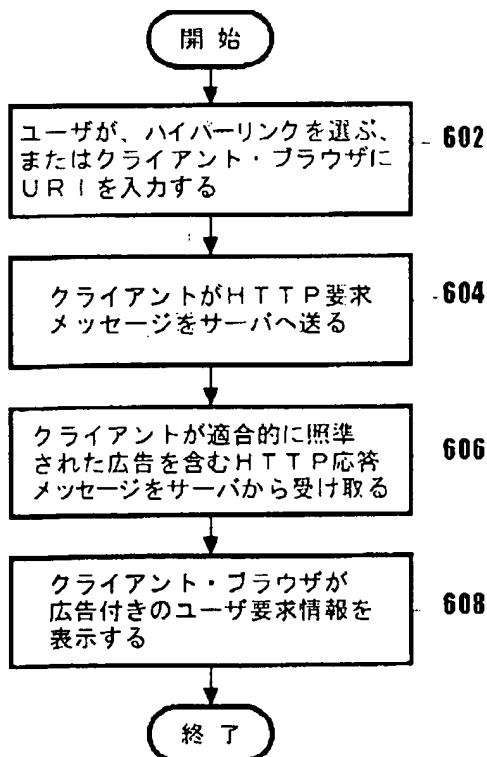 開始
ユーザが、ハイパーリンクを選ぶ、
またはクライアント・ブラウザに
URIを入力する
602
クライアントがHTTP要求
メッセージをサーバへ送る
604
クライアントが適合的に照準
された広告を含むHTTP応答
メッセージをサーバから受け取る
606
クライアント・ブラウザが
広告付きのユーザ要求情報を
表示する
608
終了